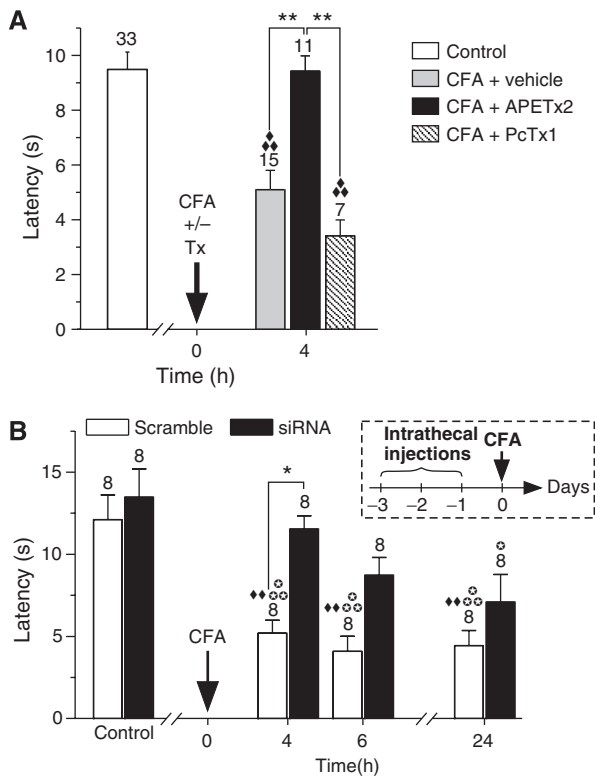 A
** **
33
11
15
7
10
8
6
4
2
0
Latency (s)
CFA
+/–
Tx
0
4
Time (h)
Control
CFA + vehicle
CFA + APETx2
CFA + PcTx1
B
Scramble
siRNA
Intrathecal
injections
CFA
–3 –2 –1 0
Days
15
10
5
0
Latency (s)
8 8
*
8 8
8 8
8 8
CFA
Control
0
4
6
24
Time(h)